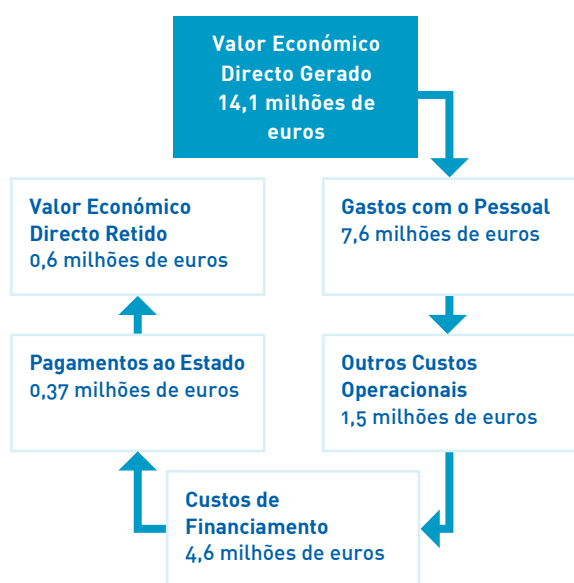 Valor Económico
Directo Gerado
14,1 milhões de
euros
Gastos com o Pessoal
7,6 milhões de euros
Outros Custos
Operacionais
1,5 milhões de euros
Custos de
Financiamento
4,6 milhões de euros
Pagamentos ao Estado
0,37 milhões de euros
Valor Económico
Directo Retido
0,6 milhões de euros